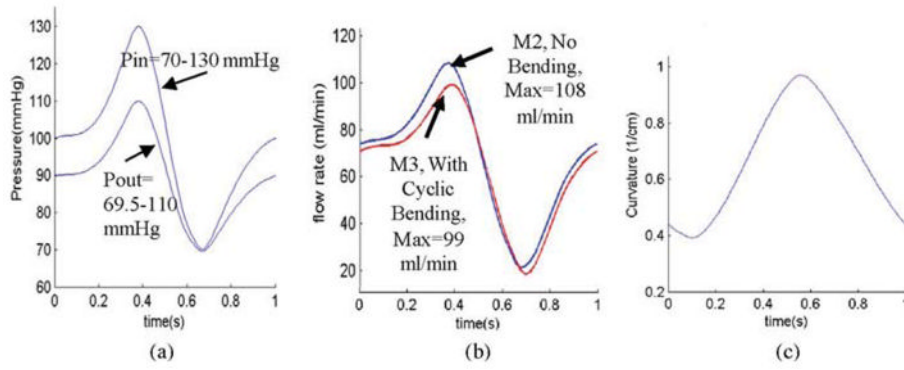 130
120
110
100
90
80
70
60
Pressure(mmHg)
Pin=70-130 mmHg
Pout=
69.5-110
mmHg
0 0.2 0.4 0.6 0.8 1
time(s)
(a)
120
100
80
60
40
20
flow rate (ml/min)
M2, No
Bending,
Max=108
ml/min
M3, With
Cyclic
Bending,
Max=99
ml/min
0 0.2 0.4 0.6 0.8 1
time(s)
(b)
1
0.8
0.6
0.4
0.2
Curvature (1/cm)
0 0.2 0.4 0.6 0.8 1
time(s)
(c)